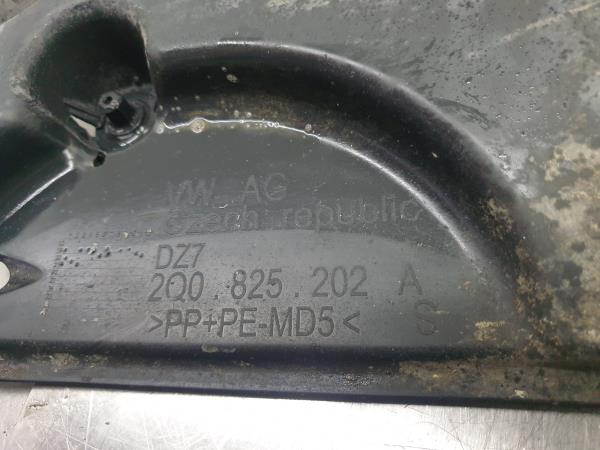 VW AG
Czech republic
DZ7
2Q0.825.202 A
>PP+PE-MD5< S